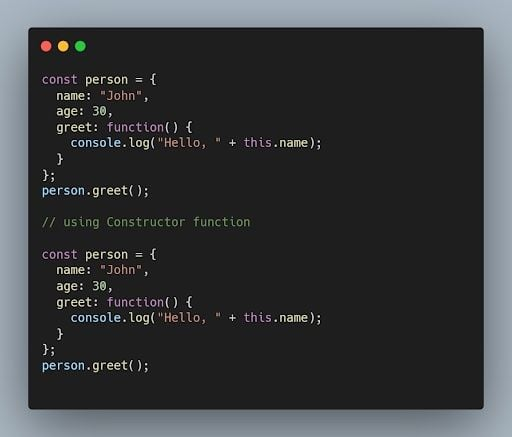 const person = {
  name: "John",
  age: 30,
  greet: function() {
    console.log("Hello, " + this.name);
  }
};
person.greet();

// using Constructor function

const person = {
  name: "John",
  age: 30,
  greet: function() {
    console.log("Hello, " + this.name);
  }
};
person.greet();